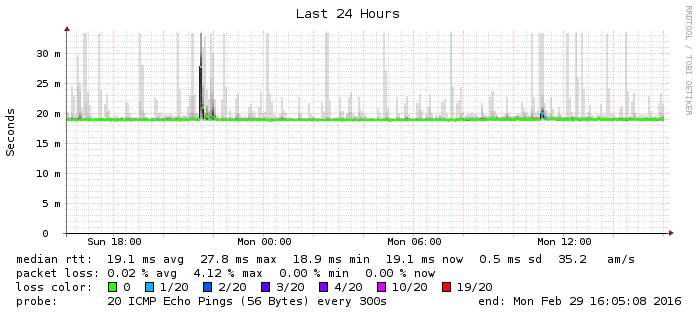 Last 24 Hours
RRDTOOL / TOBI OETIKER
Seconds
30 m
25 m
20 m
15 m
10 m
5 m
0
Sun 18:00 Mon 00:00 Mon 06:00 Mon 12:00
median rtt: 19.1 ms avg 27.8 ms max 18.9 ms min 19.1 ms now 0.5 ms sd 35.2 am/s
packet loss: 0.02 % avg 4.12 % max 0.00 % min 0.00 % now
loss color: 0 1/20 2/20 3/20 4/20 10/20 19/20
probe: 20 ICMP Echo Pings (56 Bytes) every 300s end: Mon Feb 29 16:05:08 2016